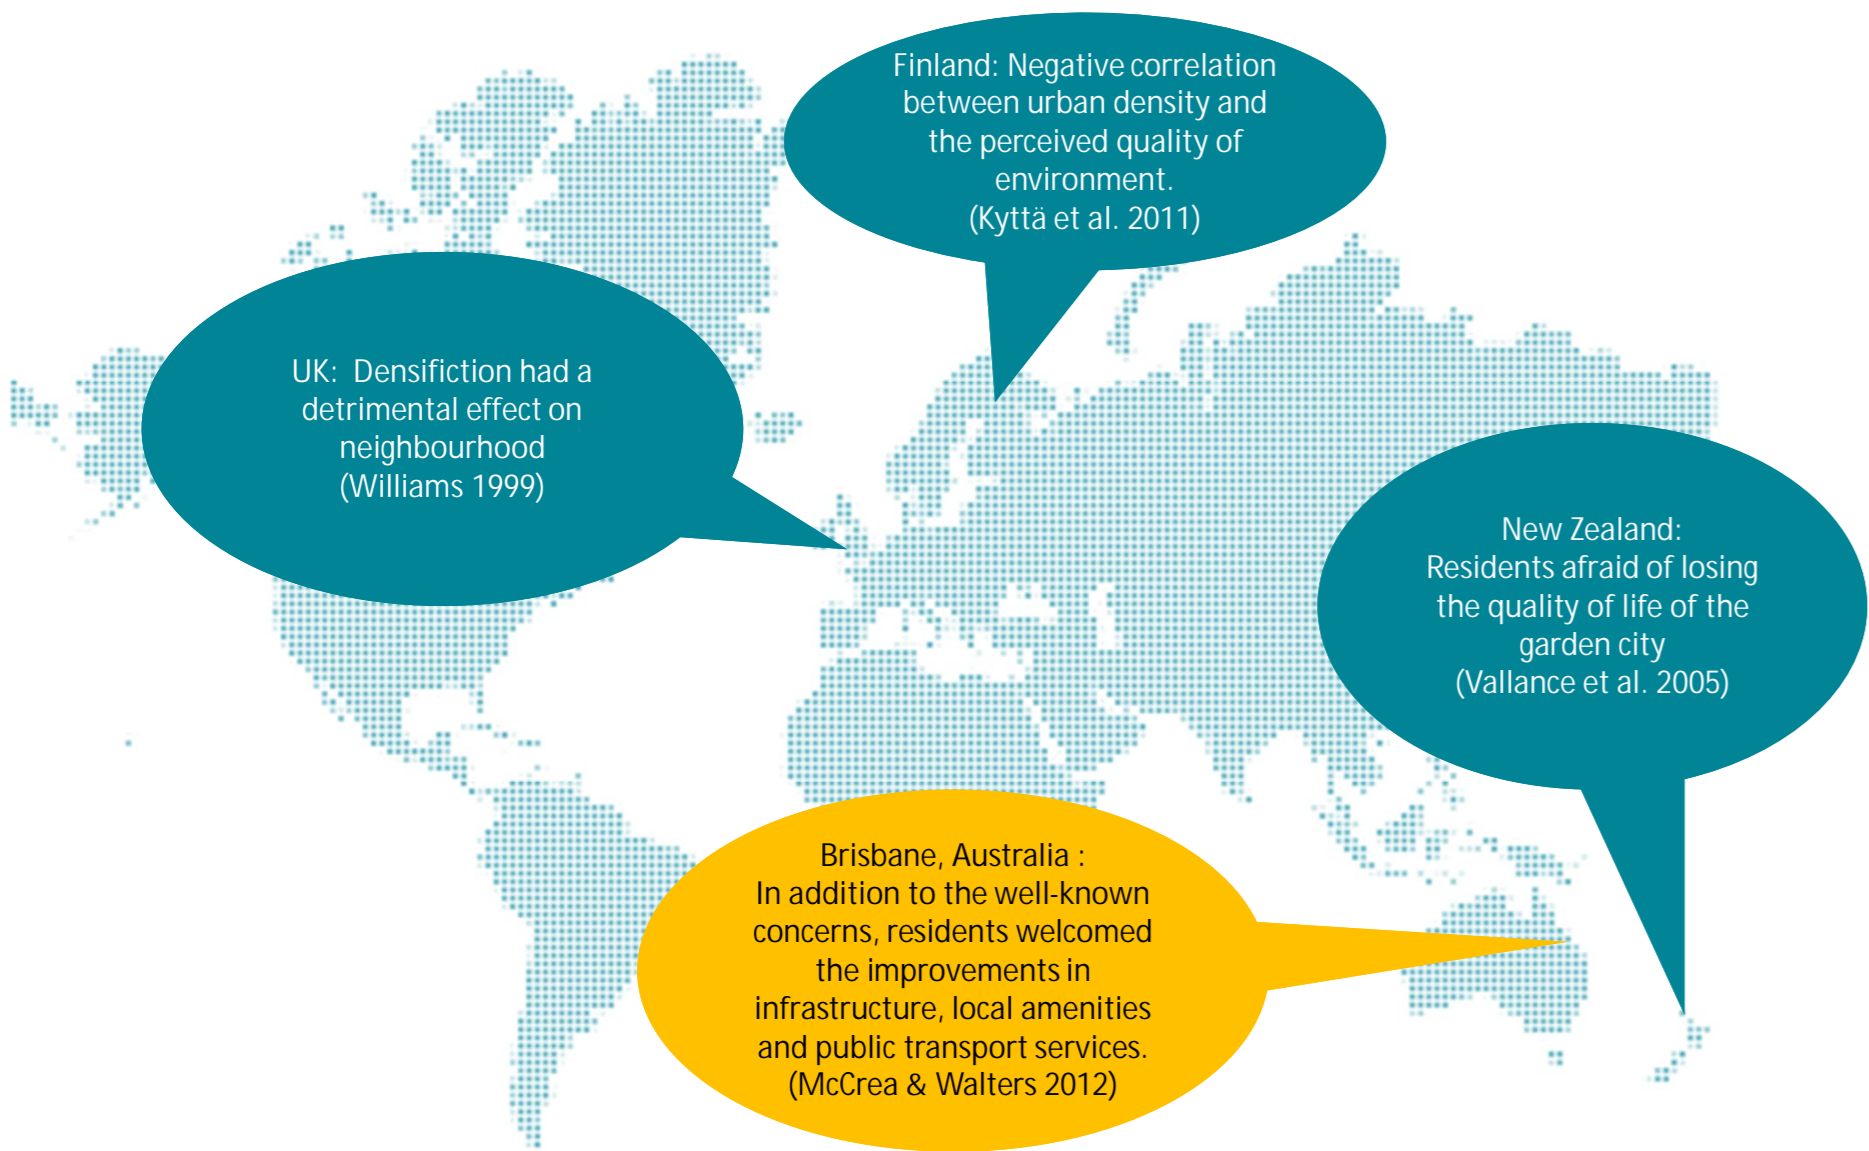 Finland: Negative correlation
between urban density and
the perceived quality of
environment.
(Kyttä et al. 2011)
UK: Densifiction had a
detrimental effect on
neighbourhood
(Williams 1999)
New Zealand:
Residents afraid of losing
the quality of life of the
garden city
(Vallance et al. 2005)
Brisbane, Australia :
In addition to the well-known
concerns, residents welcomed
the improvements in
infrastructure, local amenities
and public transport services.
(McCrea & Walters 2012)